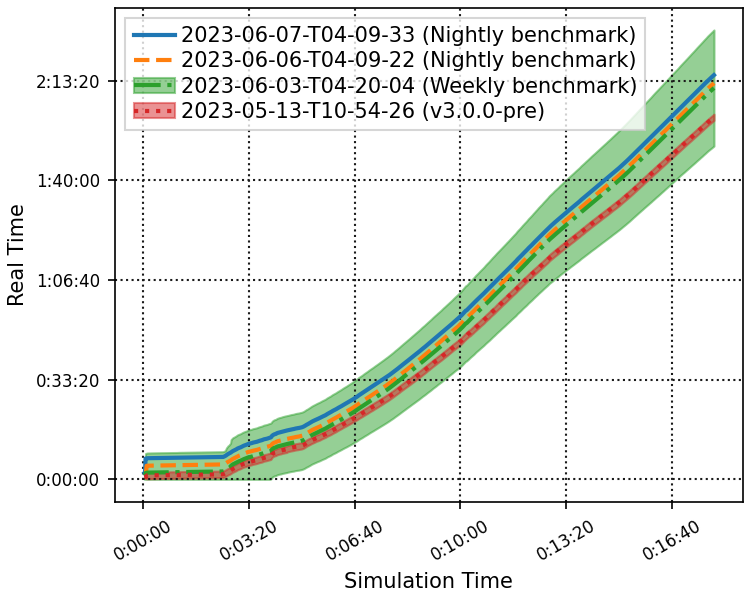 2023-06-07-T04-09-33 (Nightly benchmark)
2023-06-06-T04-09-22 (Nightly benchmark)
2023-06-03-T04-20-04 (Weekly benchmark)
2023-05-13-T10-54-26 (v3.0.0-pre)
2:13:20
1:40:00
1:06:40
0:33:20
0:00:00
Real Time
0:00:00
0:03:20
0:06:40
0:10:00
0:13:20
0:16:40
Simulation Time